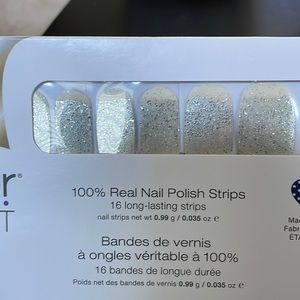 100% Real Nail Polish Strips
16 long-lasting strips
nail strips net wt 0.99 g / 0.035 oz e
Bandes de vernis
à ongles véritable à 100%
16 bandes de longue durée
Poids net des bandes de vernis 0.99 g / 0.035 oz e